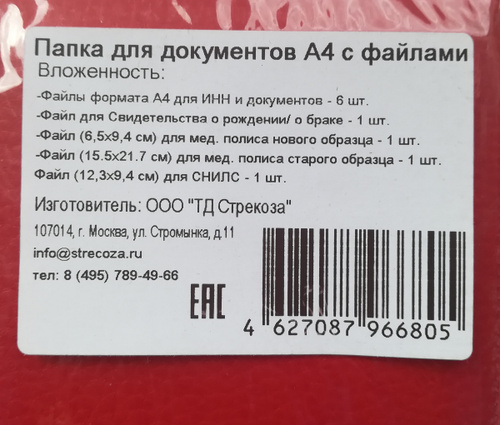 Папка для документов А4 с файлами
Вложенность:
-Файлы формата А4 для ИНН и документов - 6 шт.
-Файл для Свидетельства о рождении/ о браке - 1 шт.
-Файл (6,5х9,4 см) для мед. полиса нового образца - 1 шт.
-Файл (15.5х21.7 см) для мед. полиса старого образца - 1 шт.
Файл (12,3х9,4 см) для СНИЛС - 1 шт.
Изготовитель: ООО "ТД Стрекоза"
107014, г. Москва, ул. Стромынка, д.11
info@strecoza.ru
тел: 8 (495) 789-49-66
EAC
4 627087 966805